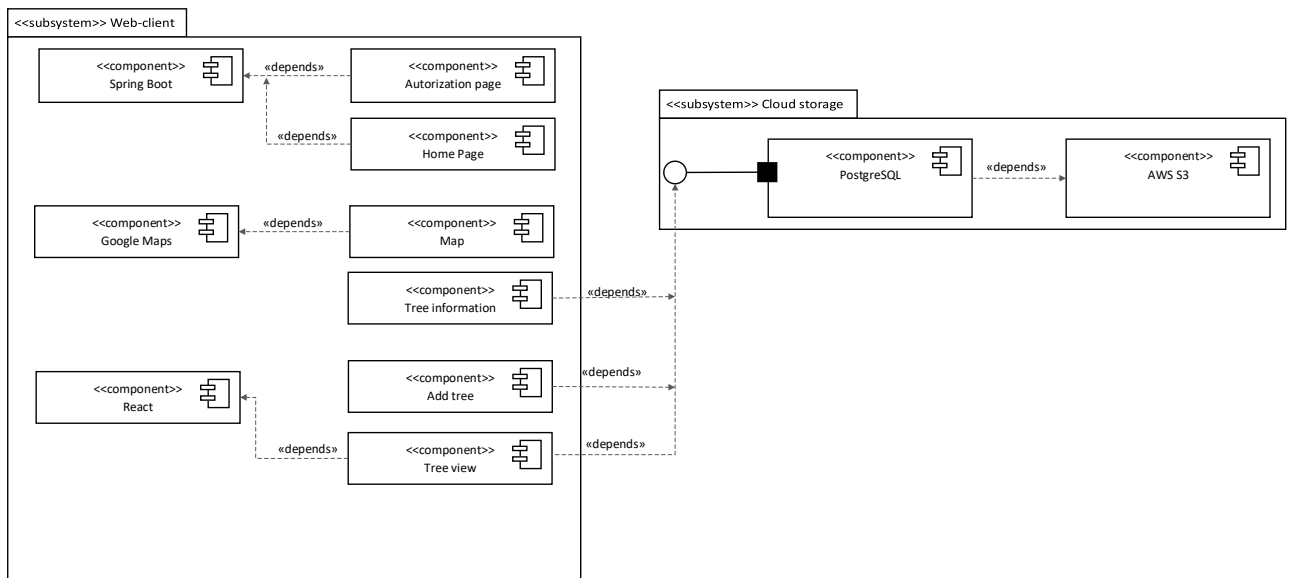 <<subsystem>> Web-client
<<component>>
Spring Boot
«depends»
<<component>>
Autorization page
«depends»
<<component>>
Home Page
<<component>>
Google Maps
«depends»
<<component>>
Map
<<component>>
Tree information
«depends»
<<component>>
React
<<component>>
Add tree
«depends»
«depends»
<<component>>
Tree view
«depends»
<<subsystem>> Cloud storage
<<component>>
PostgreSQL
«depends»
<<component>>
AWS S3